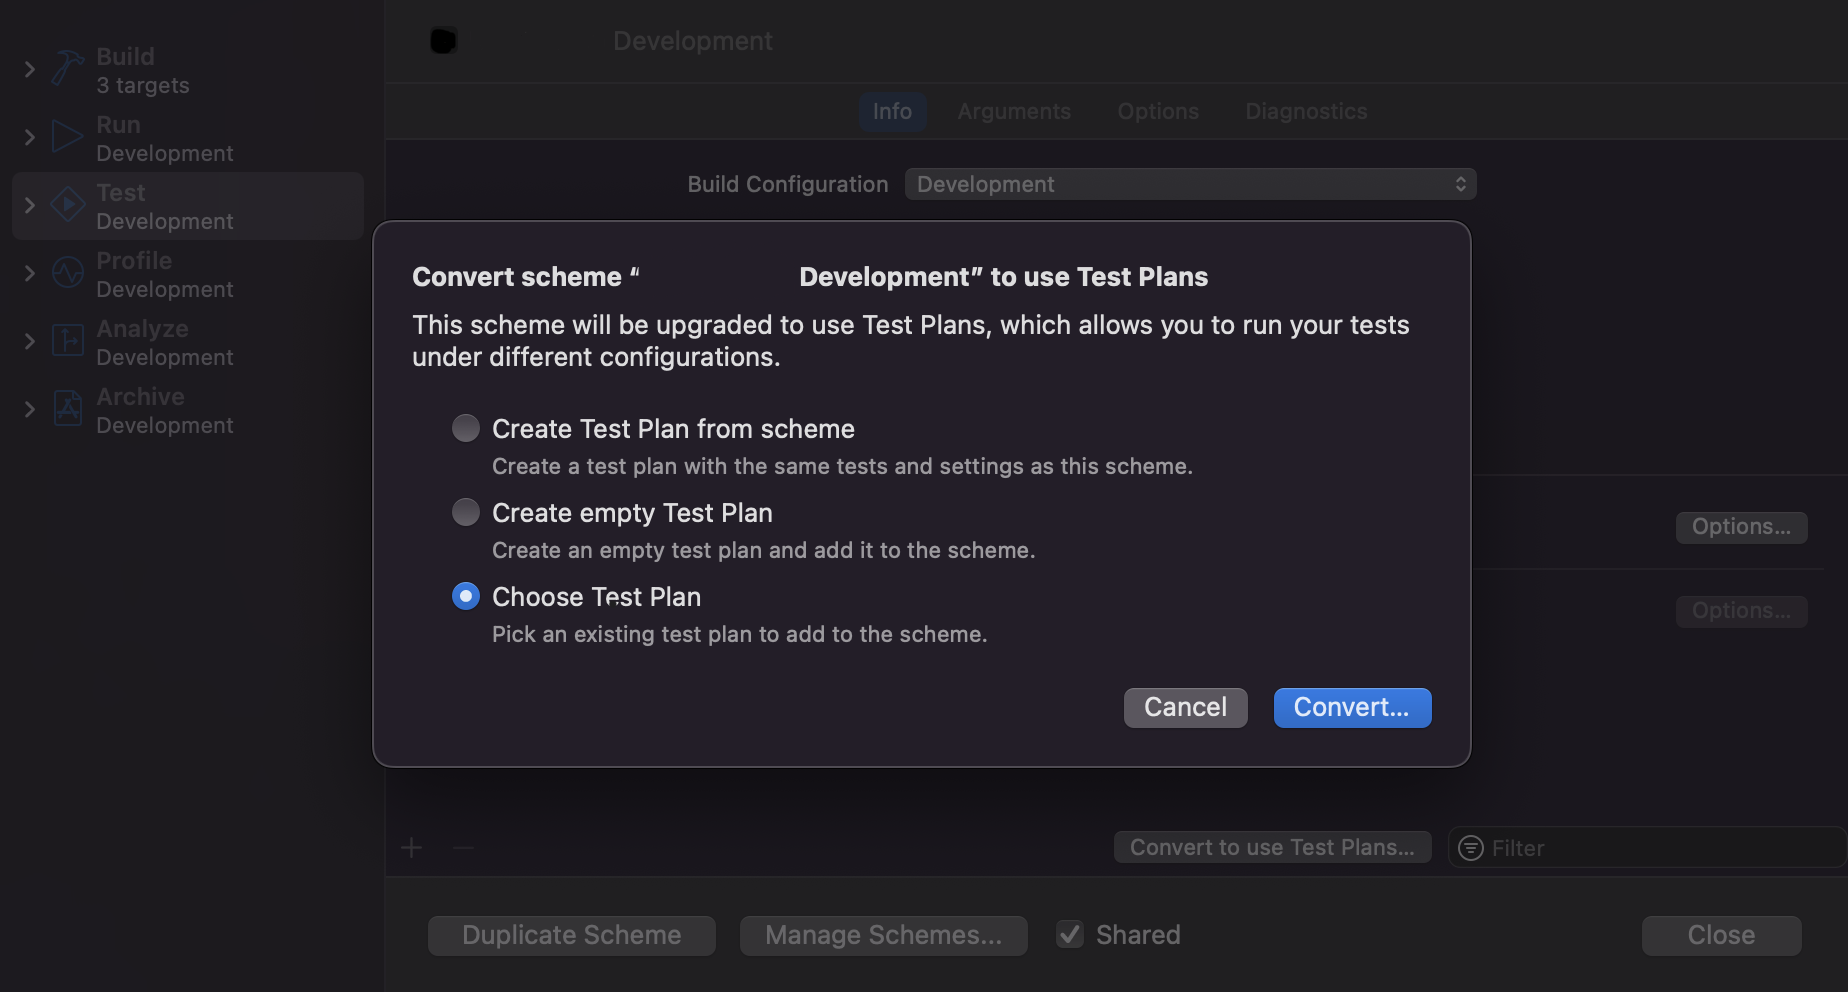 Build
3 targets
Run
Development
Test
Development
Profile
Development
Analyze
Development
Archive
Development
Development
Info Arguments Options Diagnostics
Build Configuration Development
Convert scheme “ Development” to use Test Plans
This scheme will be upgraded to use Test Plans, which allows you to run your tests
under different configurations.
Create Test Plan from scheme
Create a test plan with the same tests and settings as this scheme.
Create empty Test Plan
Create an empty test plan and add it to the scheme.
Choose Test Plan
Pick an existing test plan to add to the scheme.
Cancel Convert...
Options...
Options...
Convert to use Test Plans... Filter
Duplicate Scheme Manage Schemes... Shared Close